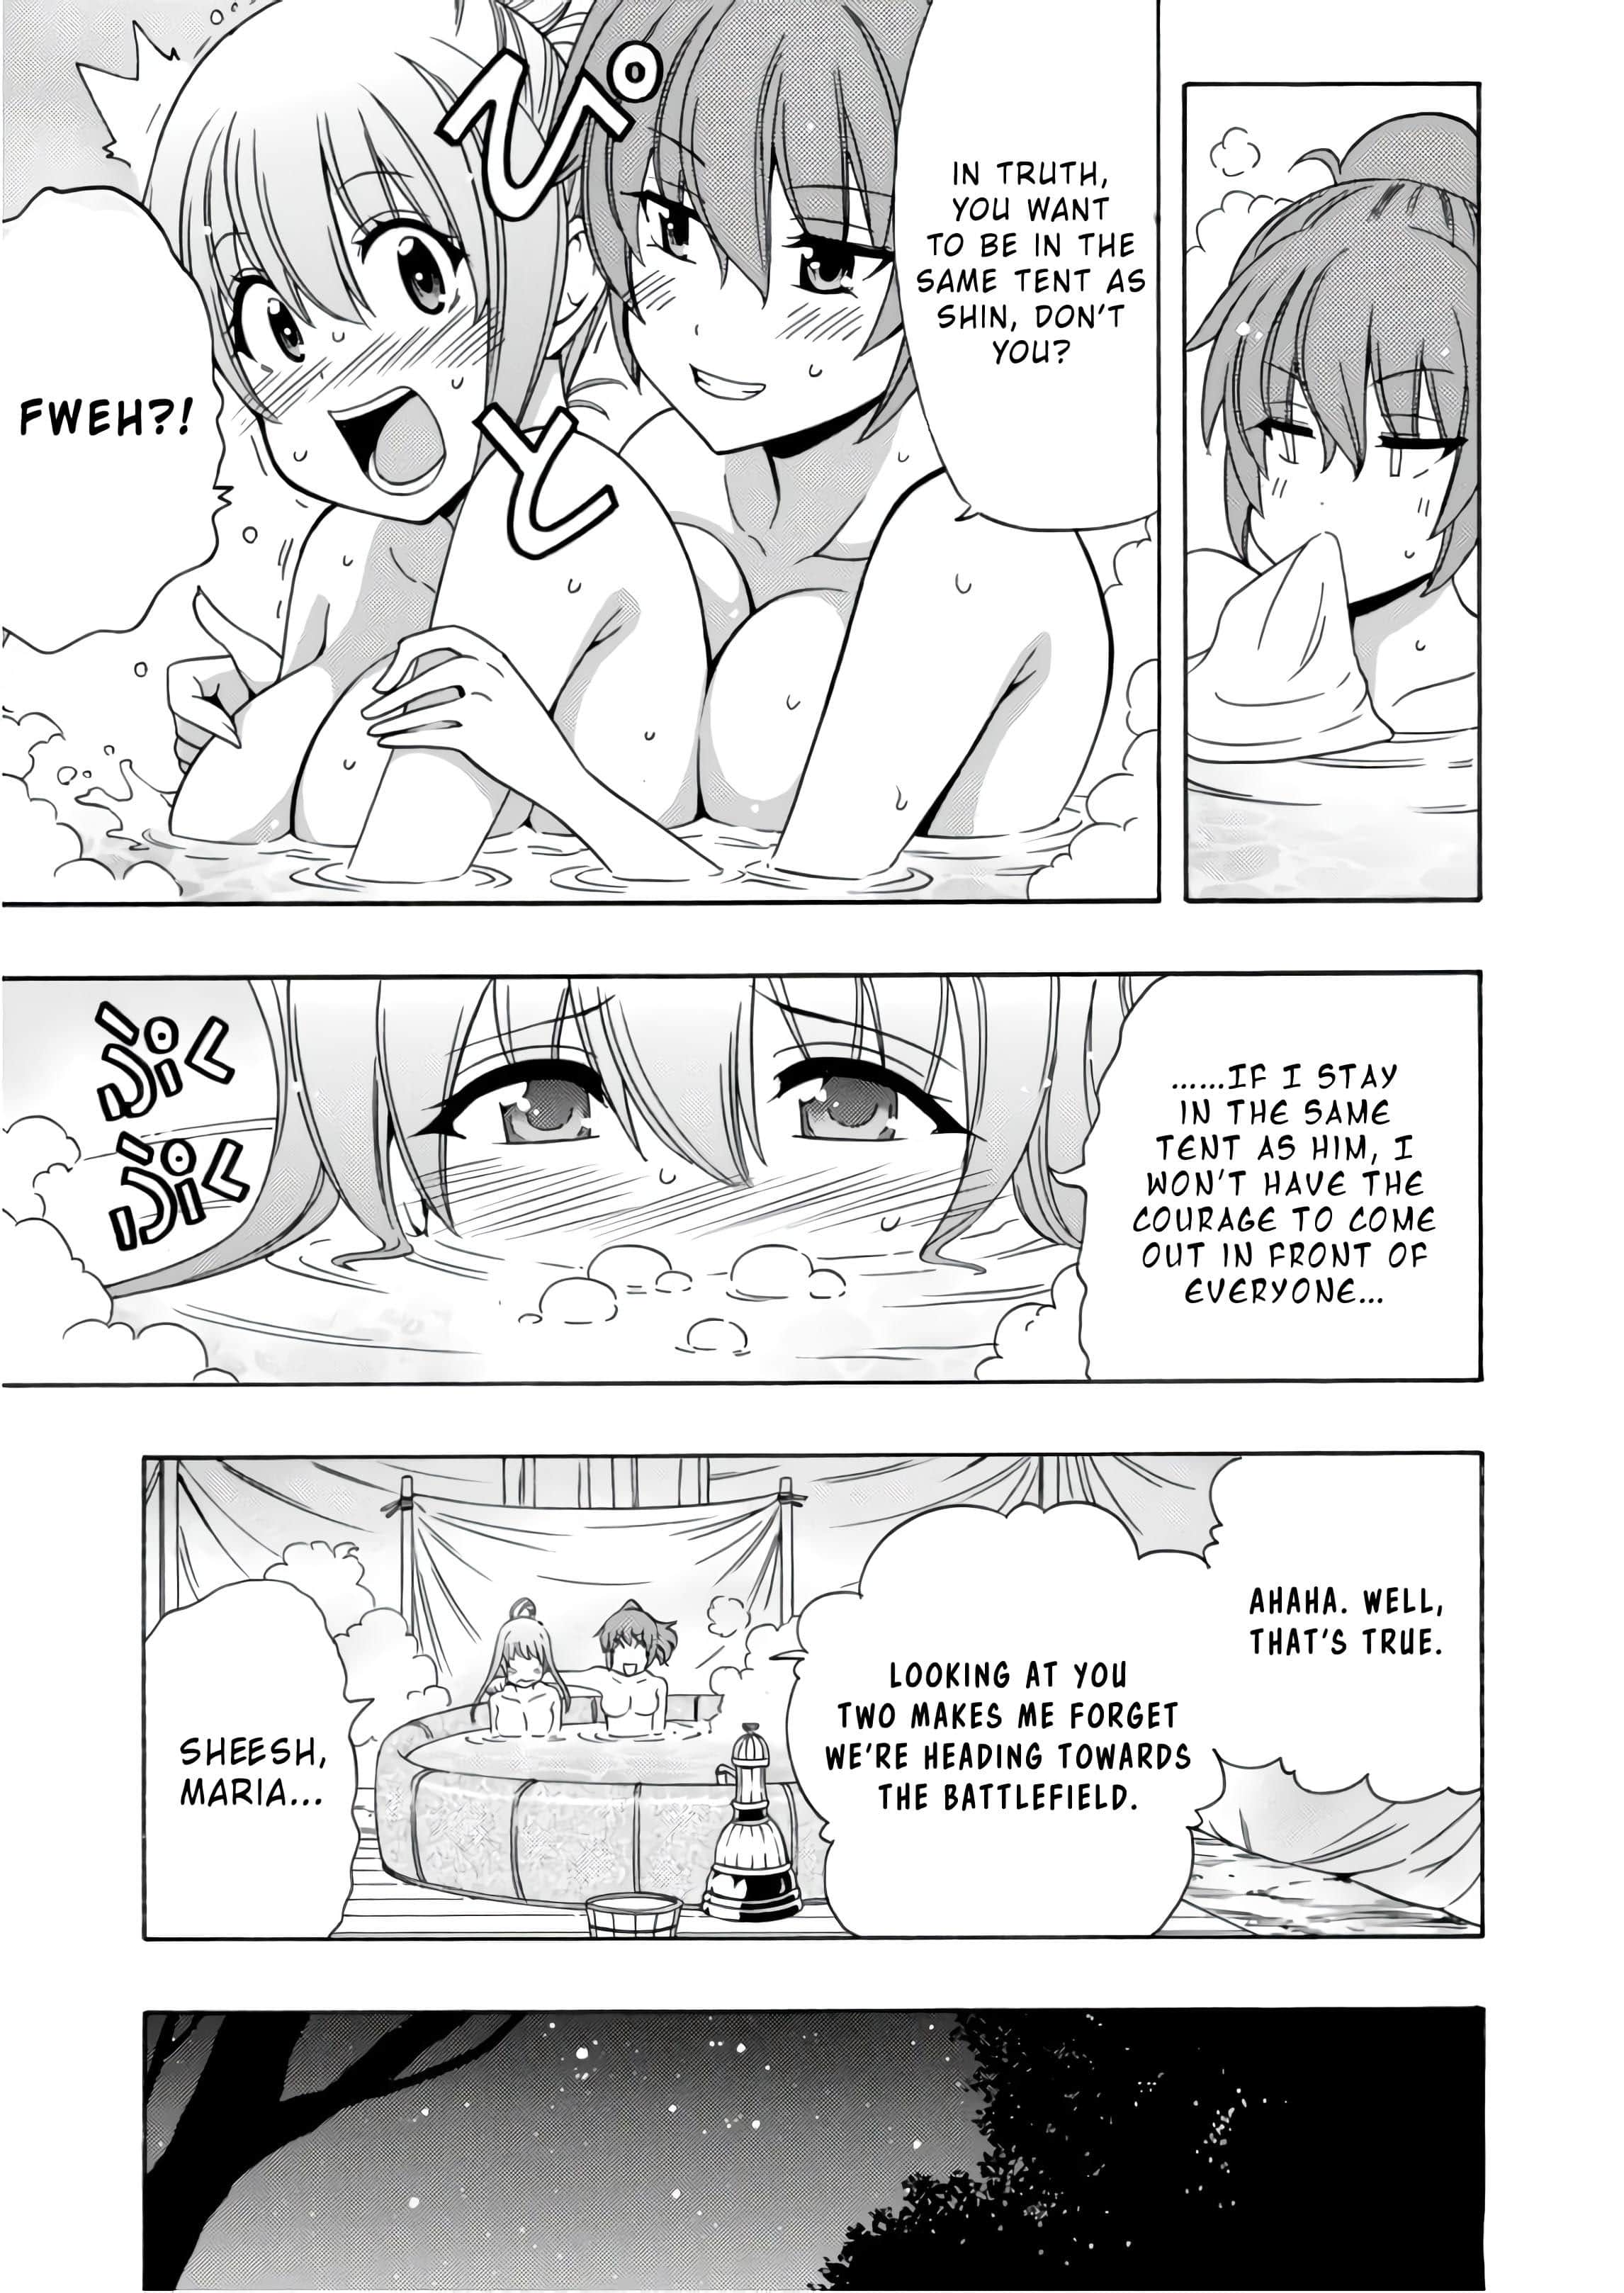 IN TRUTH,
YOU WANT
TO BE IN THE
SAME TENT AS
SHIN, DON'T
YOU?
ぴ
と
FWEH?!
......IF I STAY
IN THE SAME
TENT AS HIM, I
WON'T HAVE THE
COURAGE TO COME
OUT IN FRONT OF
EVERYONE...
ぷく
ぷく
AHAHA. WELL,
THAT'S TRUE.
LOOKING AT YOU
TWO MAKES ME FORGET
WE'RE HEADING TOWARDS
THE BATTLEFIELD.
SHEESH,
MARIA...